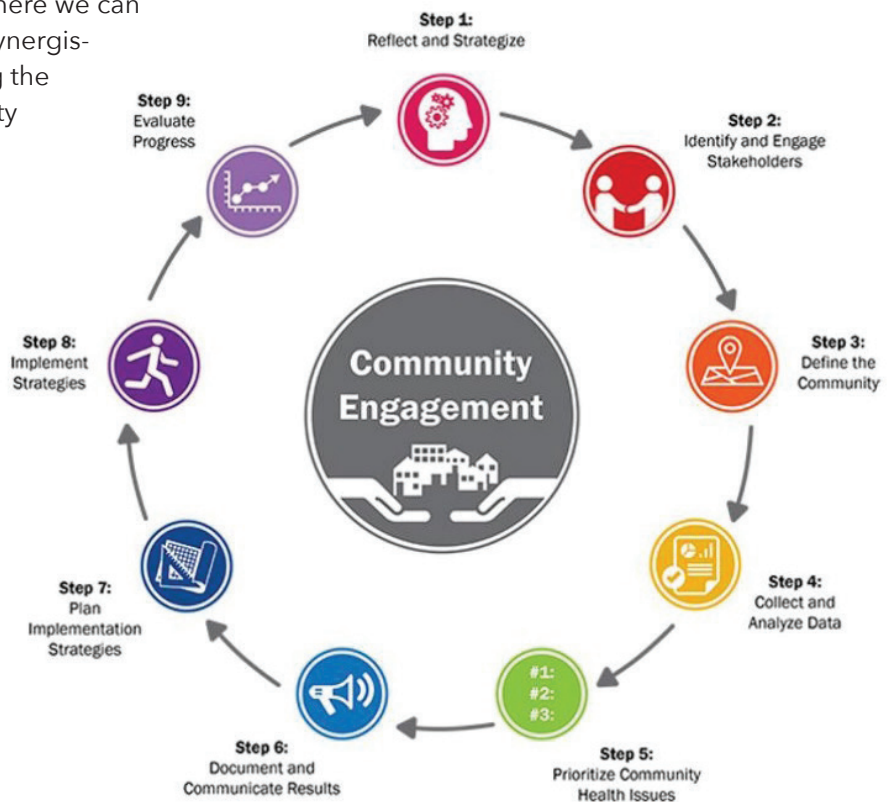 here we can
ynergis-
g the
ty
Step 1:
Reflect and Strategize
Step 2:
Identify and Engage
Stakeholders
Step 3:
Define the
Community
Step 4:
Collect and
Analyze Data
Step 5:
Prioritize Community
Health Issues
#1:
#2:
#3:
Step 6:
Document and
Communicate Results
Step 7:
Plan
Implementation
Strategies
Step 8:
Implement
Strategies
Step 9:
Evaluate
Progress
Community
Engagement